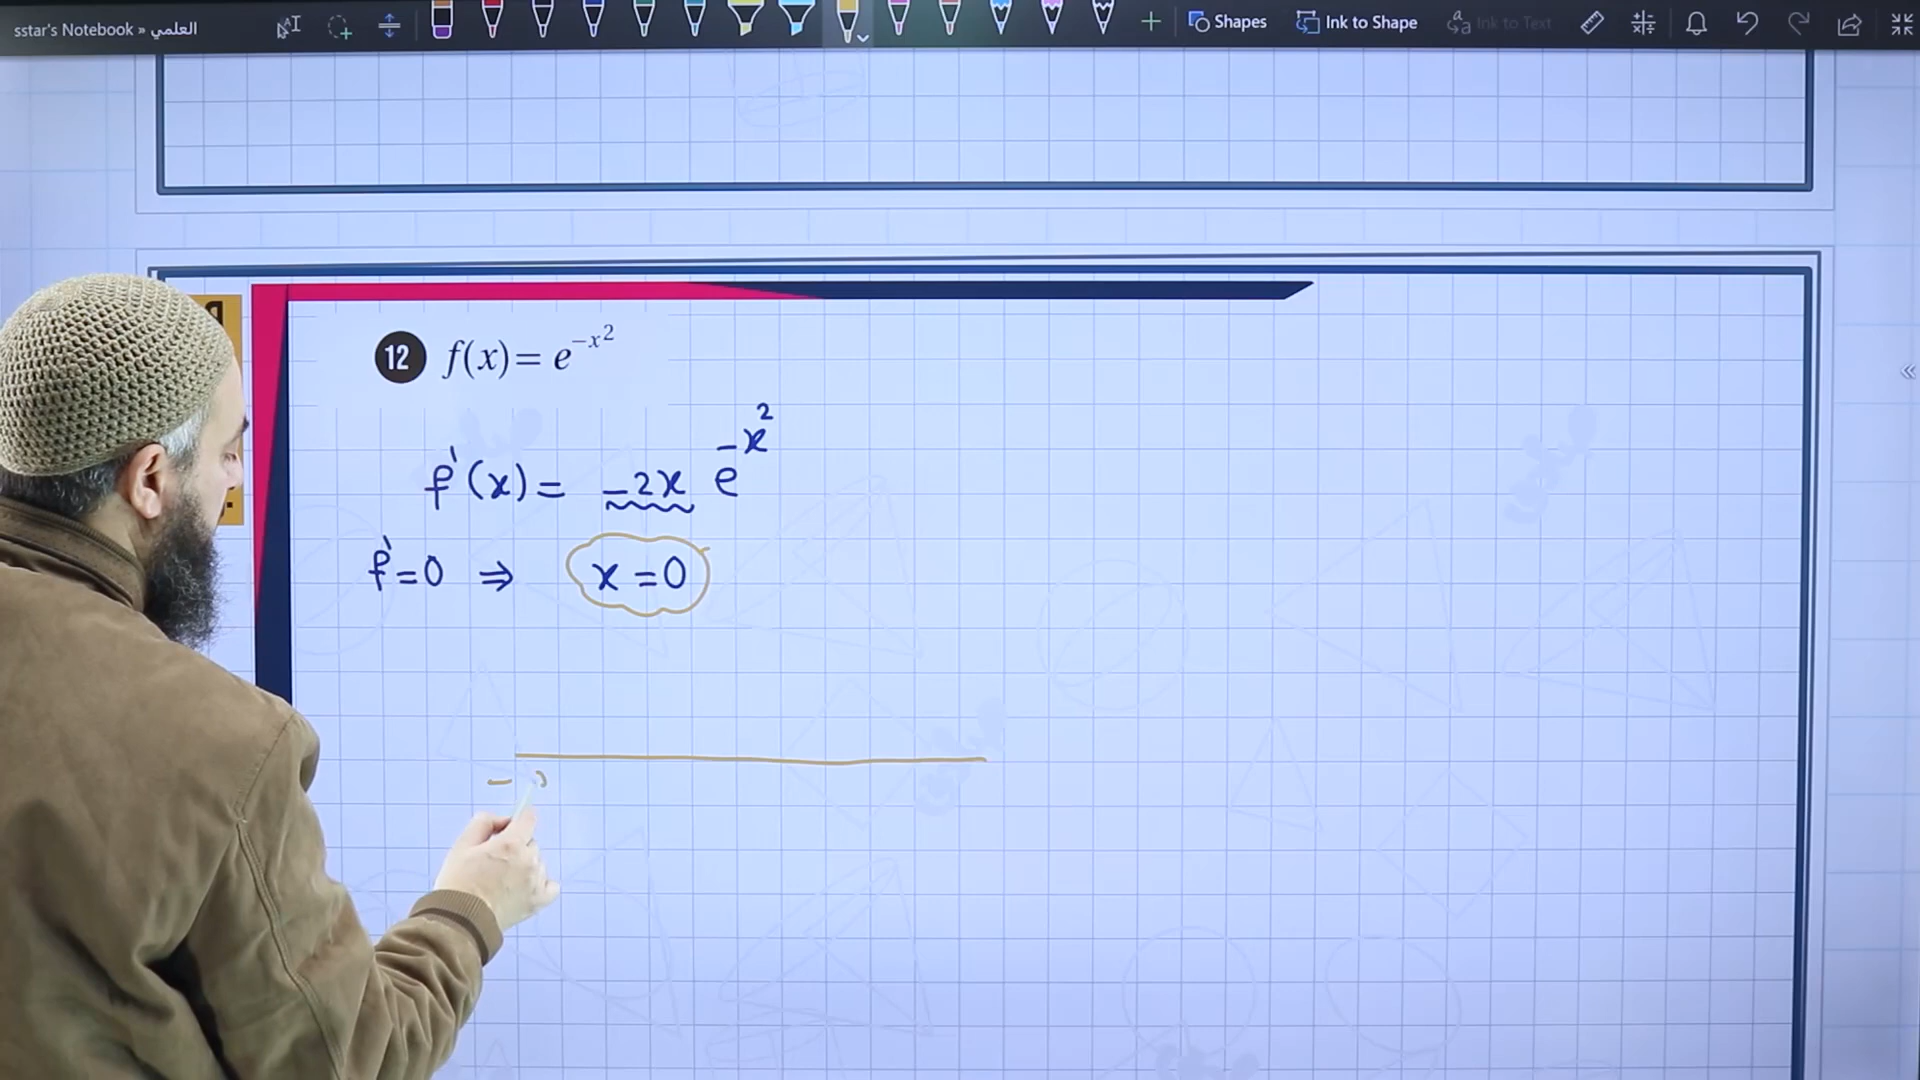 sstar's Notebook » العلمي
Shapes
Ink to Shape
Ink to Text
12 f(x)= e^{-x^2}
f'(x) = -2x e^{-x^2}
f'=0 ⇒ x=0
-